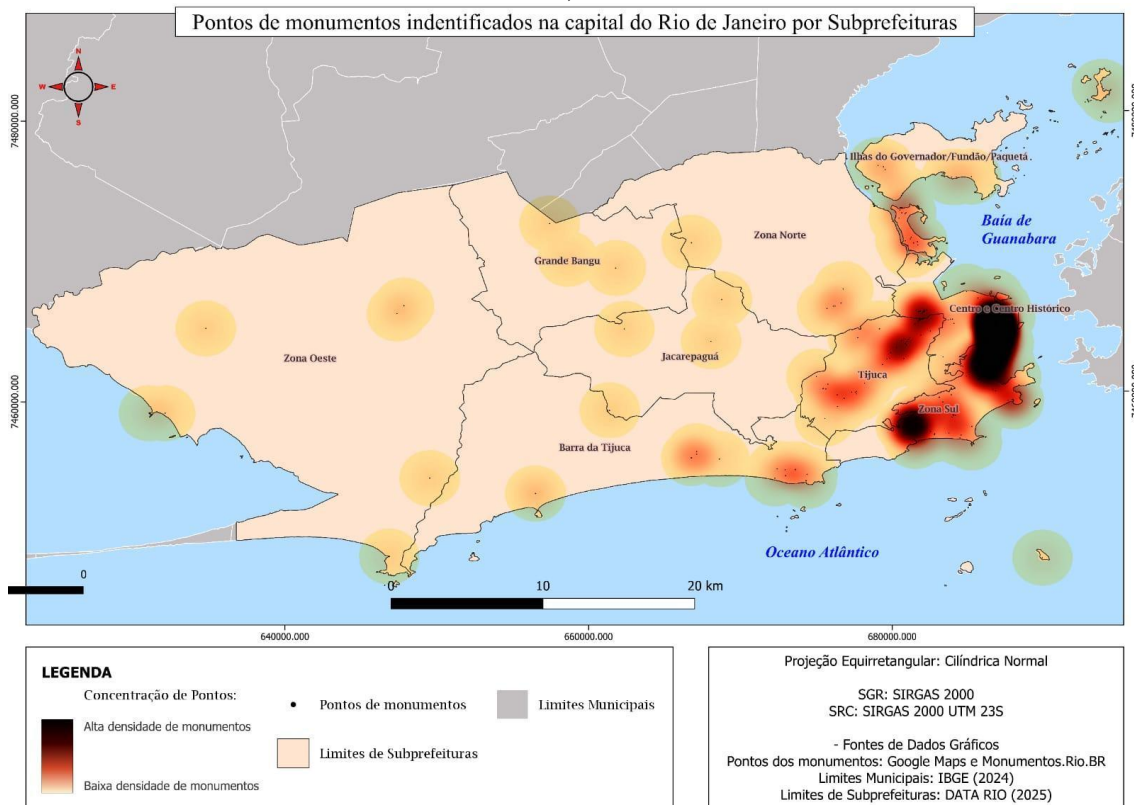 Pontos de monumentos indentificados na capital do Rio de Janeiro por Subprefeituras
N
W
E
S
7480000.000
7460000.000
Ilhas do Governador/Fundão/Paquetá
Baía de
Guanabara
Zona Norte
Grande Bangu
Centro e Centro Histórico
Zona Oeste
Jacarepaguá
Tijuca
Zona Sul
Barra da Tijuca
Oceano Atlântico
0
0
10
20 km
640000.000
660000.000
680000.000
LEGENDA
Concentração de Pontos:
Alta densidade de monumentos
Baixa densidade de monumentos
Pontos de monumentos
Limites Municipais
Limites de Subprefeituras
Projeção Equirretangular: Cilíndrica Normal
SGR: SIRGAS 2000
SRC: SIRGAS 2000 UTM 23S
- Fontes de Dados Gráficos
Pontos dos monumentos: Google Maps e Monumentos.Rio.BR
Limites Municipais: IBGE (2024)
Limites de Subprefeituras: DATA RIO (2025)